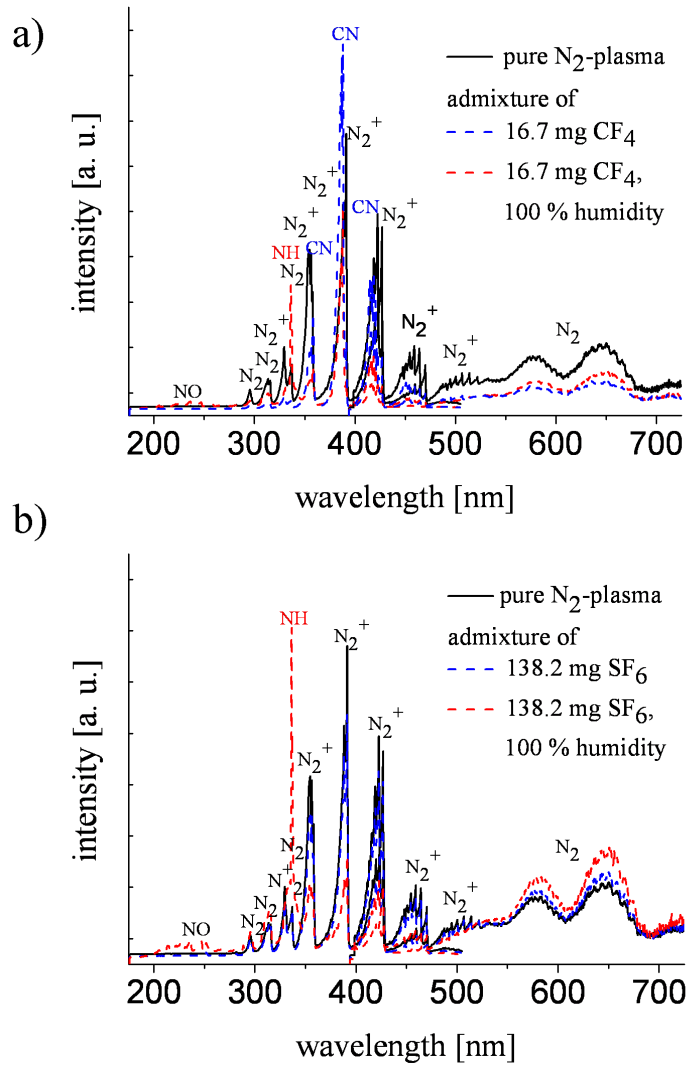 a)
CN
pure N2-plasma
admixture of
16.7 mg CF4
16.7 mg CF4,
100 % humidity
N2+
N2+
CN
N2+
N2+
CN
NH
N2
N2+
N2+
N2
N2
N2+
N2
NO
intensity [a. u.]
200 300 400 500 600 700
wavelength [nm]
b)
pure N2-plasma
admixture of
138.2 mg SF6
138.2 mg SF6,
100 % humidity
NH
N2+
N2+
N2+
N2
N2
N2+
N2+
N2
N2
N2
NO
intensity [a. u.]
200 300 400 500 600 700
wavelength [nm]